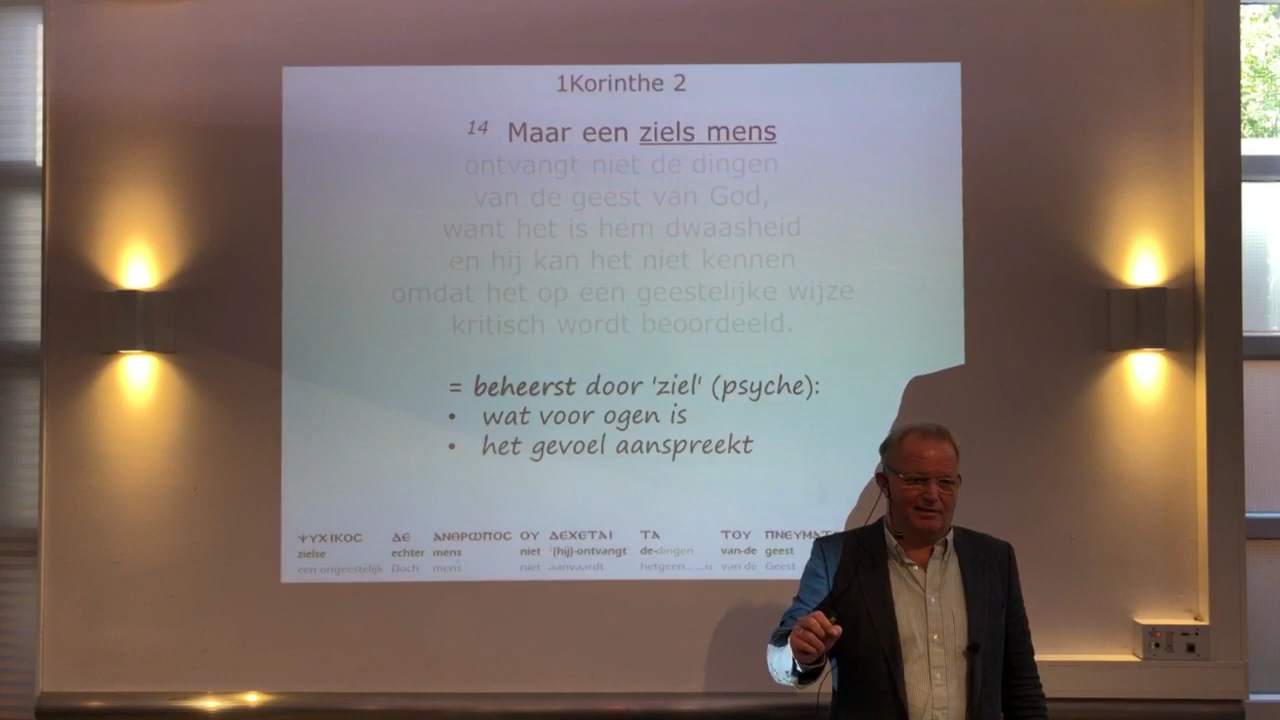 1Korinthe 2
14 Maar een ziels mens
ontvangt niet de dingen
van de geest van God,
want het is hem dwaasheid
en hij kan het niet kennen
omdat het op een geestelijke wijze
kritisch wordt beoordeeld.
= beheerst door 'ziel' (psyche):
• wat voor ogen is
• het gevoel aanspreekt
ΨΥΧΙΚΟϹ ΔΕ ΑΝΘΡωΠΟϹ ΟΥ ΔΕΧΕΤΑΙ ΤΑ ΤΟΥ ΠΝΕΥΜΑΤ
zielse echter mens niet (hij)-ontvangt de-dingen van-de geest
een ongeestelijk Doch mens niet aanvaardt hetgeen... ...is van de Geest